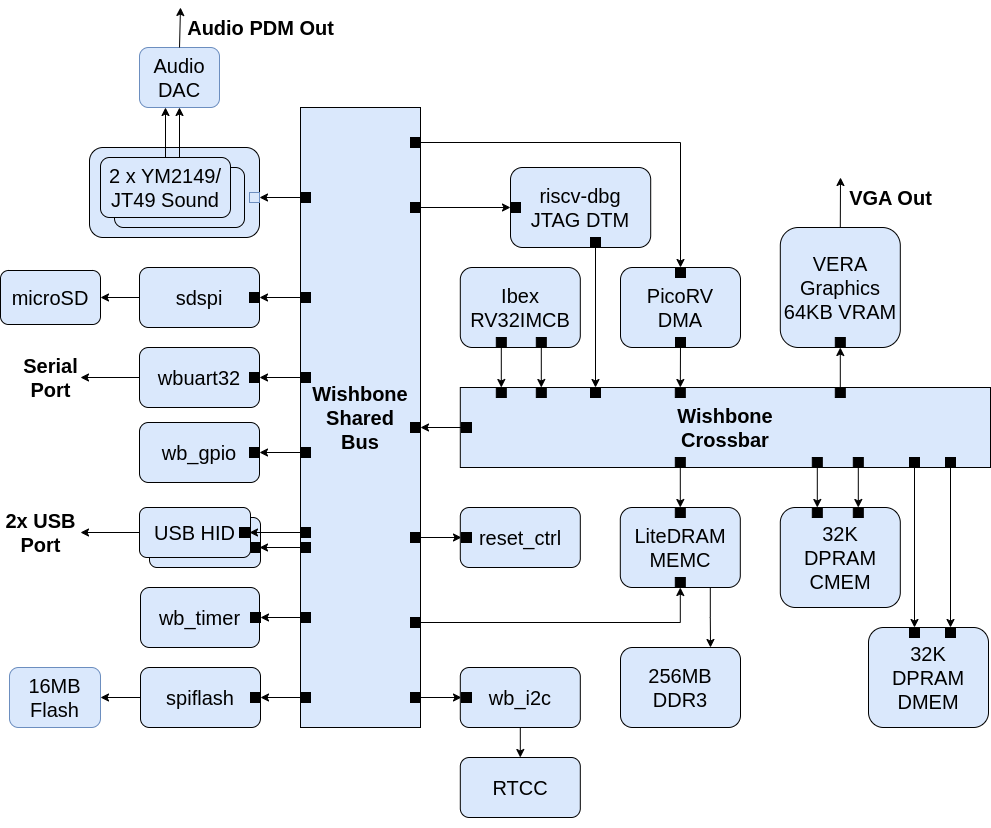 Audio PDM Out
Audio
DAC
2 x YM2149/
JT49 Sound
microSD
sdspi
Serial
Port
wbuart32
wb_gpio
2x USB
Port
USB HID
wb_timer
16MB
Flash
spiflash
Wishbone
Shared
Bus
riscv-dbg
JTAG DTM
Ibex
RV32IMCB
PicoRV
DMA
VGA Out
VERA
Graphics
64KB VRAM
Wishbone
Crossbar
reset_ctrl
LiteDRAM
MEMC
32K
DPRAM
CMEM
32K
DPRAM
DMEM
256MB
DDR3
wb_i2c
RTCC